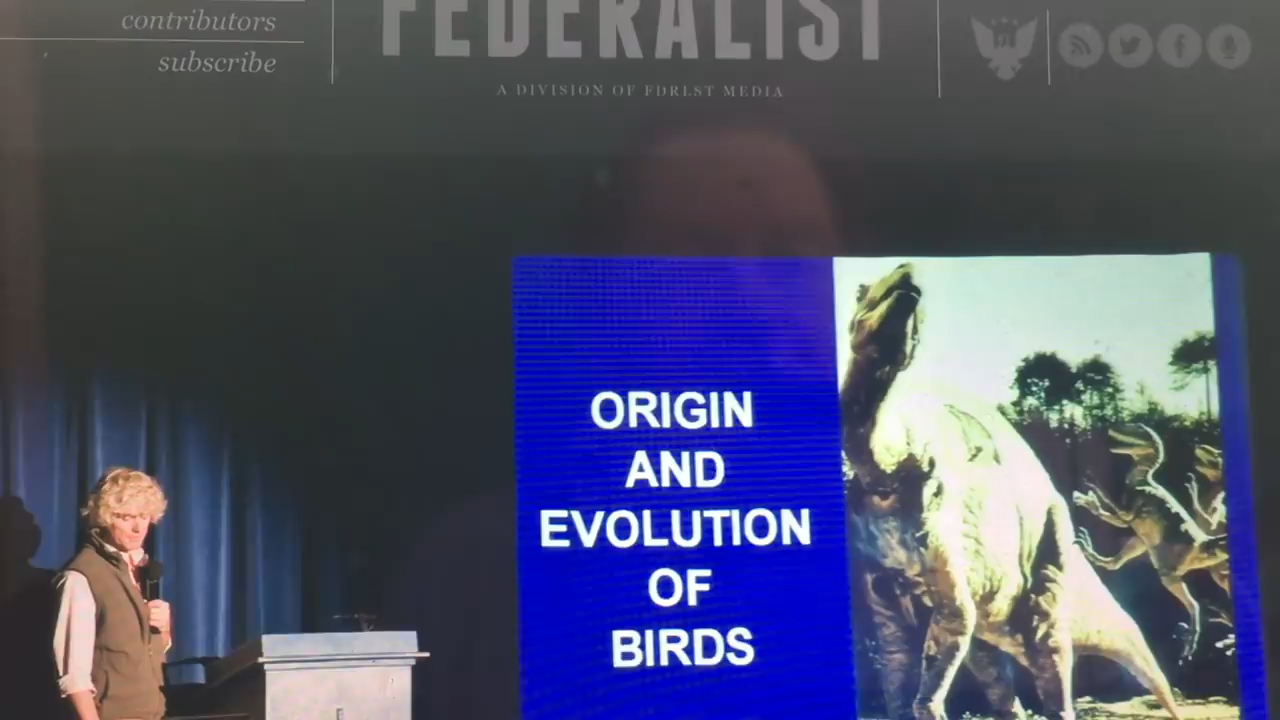 contributors
subscribe
FEDERALIST
A DIVISION OF FDRLST MEDIA
ORIGIN
AND
EVOLUTION
OF
BIRDS